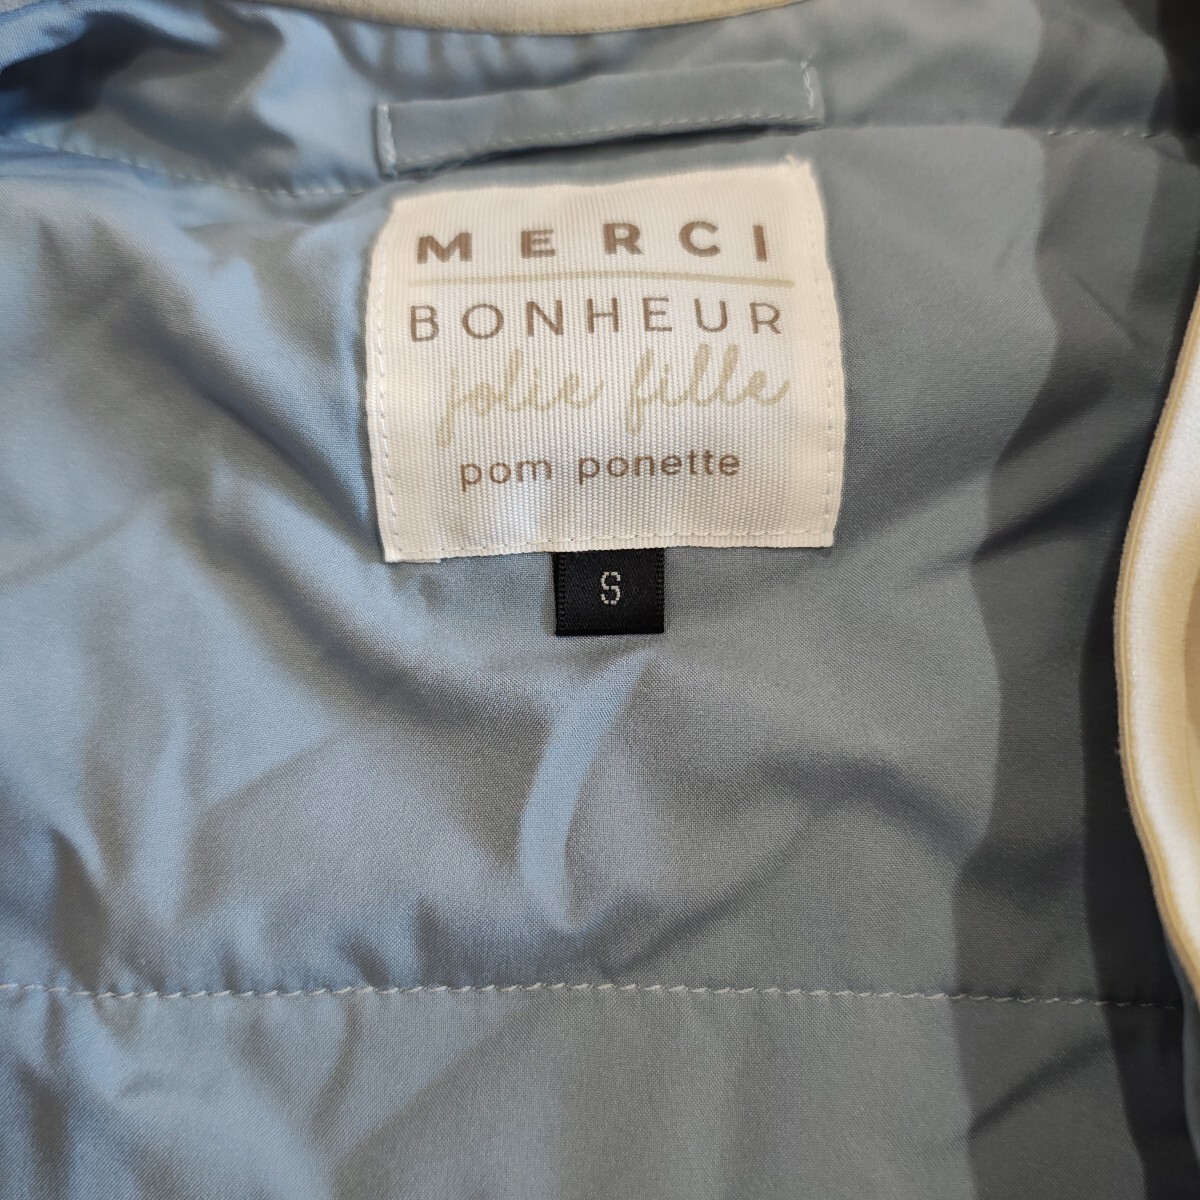 MERCI
BONHEUR
jolie fille
pom ponette
S